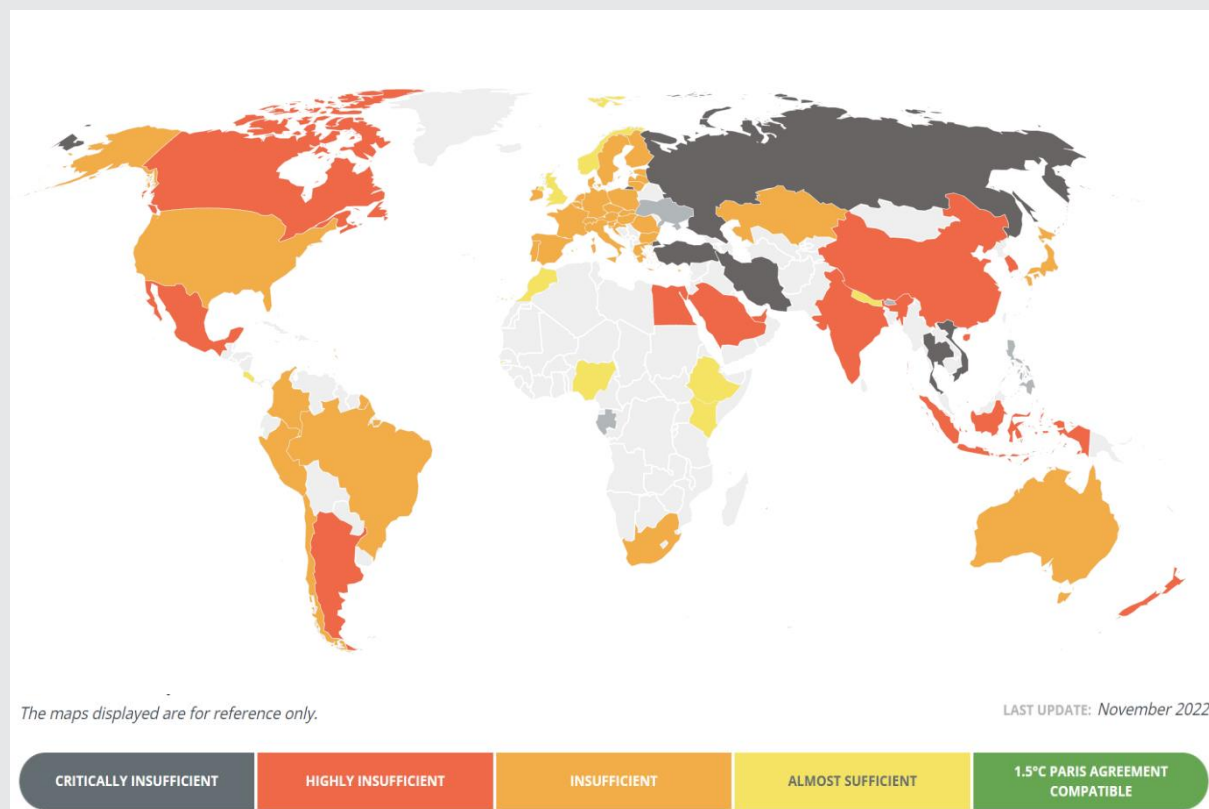 The maps displayed are for reference only.
LAST UPDATE: November 2022
CRITICALLY INSUFFICIENT
HIGHLY INSUFFICIENT
INSUFFICIENT
ALMOST SUFFICIENT
1.5°C PARIS AGREEMENT
COMPATIBLE